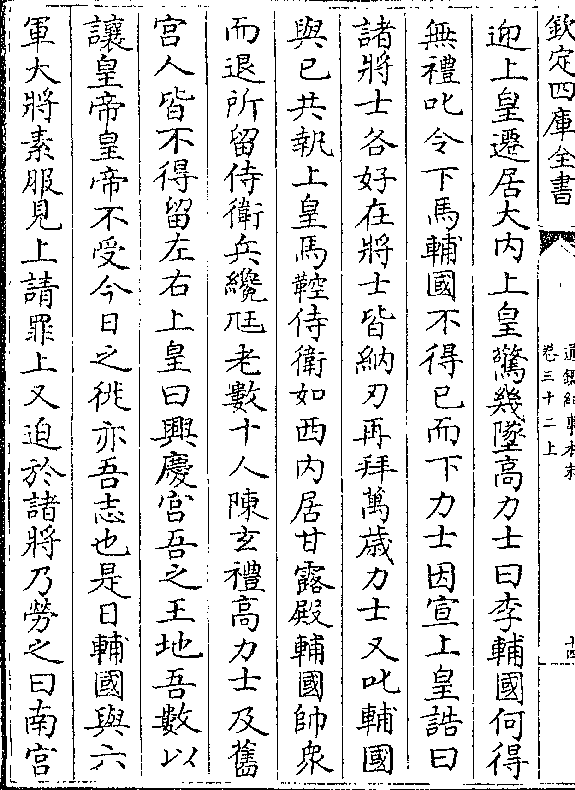 欽定四庫全書
通鑑紀事本末
卷三十二上
十四
迎上皇遷居大内上皇驚幾墜高力士曰李輔國何得
無禮叱令下馬輔國不得已而下力士因宣上皇誥曰
諸將士各好在將士皆納刃再拜萬歲力士又叱輔國
與已共執上皇馬鞚侍衛如西内居甘露殿輔國帥衆
而退所留侍衛兵纔尩老數十人陳玄禮高力士及舊
宫人皆不得留左右上皇曰興慶宫吾之王地吾數以
讓皇帝皇帝不受今日之徙亦吾志也是日輔國與六
軍大將素服見上請罪上又迫於諸將乃勞之曰南宫